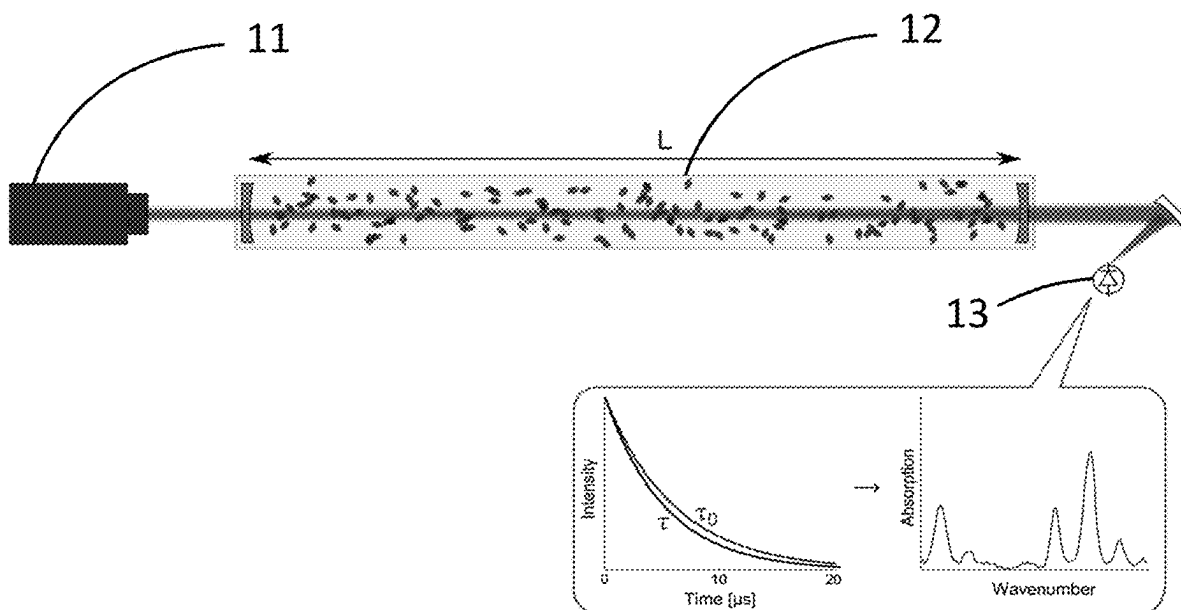 11
12
L
13
Intensity
τ
τ0
0
10
20
Time [µs]
→
Absorption
Wavenumber